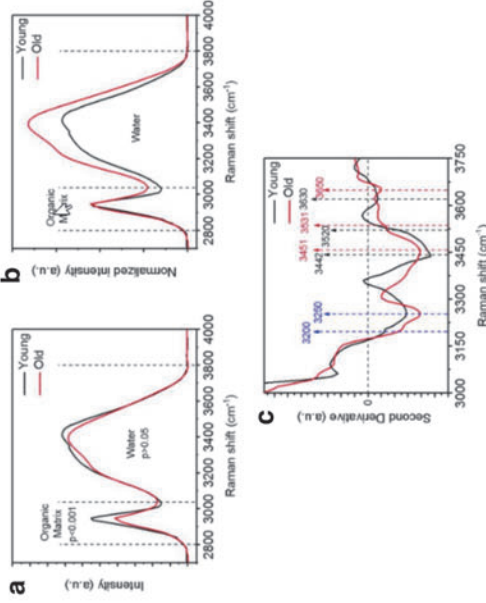 a
Intensity (a.u.)
Young
Old
Organic
Matrix
p<0.001
Water
p>0.05
2800 3000 3200 3400 3600 3800 4000
Raman shift (cm⁻¹)
b
Normalized intensity (a.u.)
Young
Old
Organic
Water
2800 3000 3200 3400 3600 3800 4000
Raman shift (cm⁻¹)
c
Second Derivative (a.u.)
0
Young
Old
3200
3250
3442
3451
3520
3531
3630
3650
3000 3150 3300 3450 3600 3750
Raman shift (cm⁻¹)